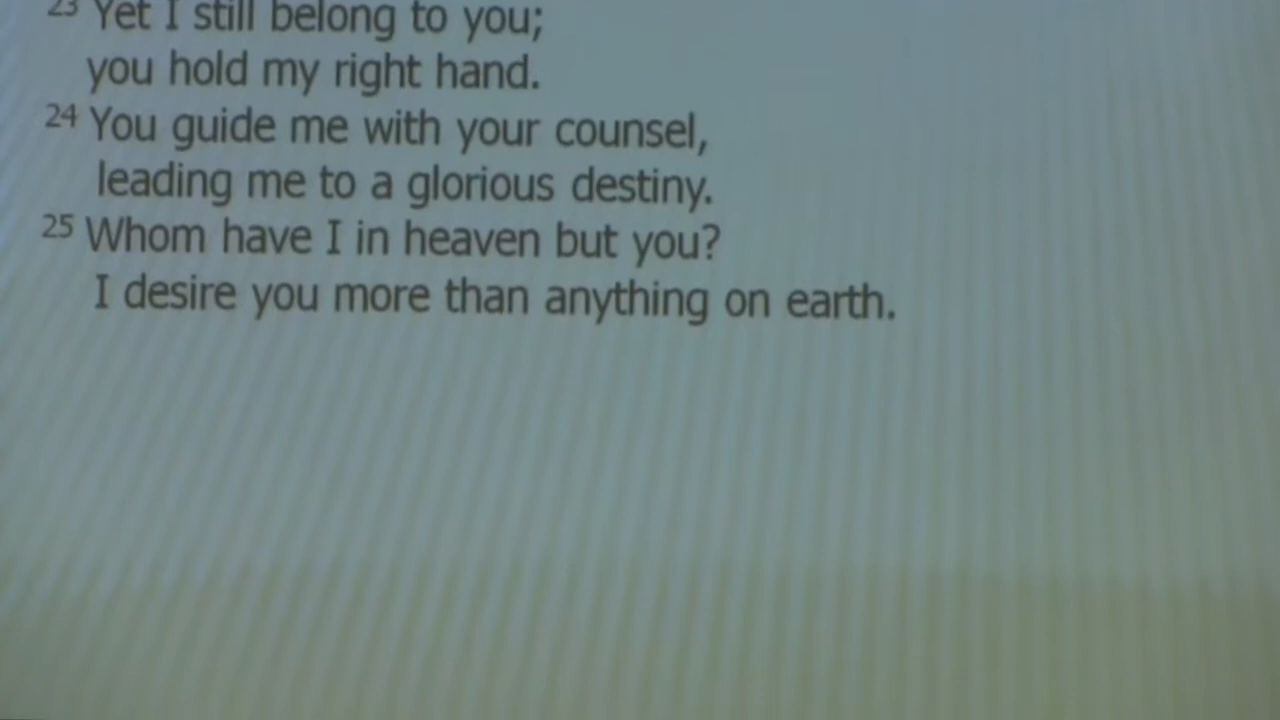 23 Yet I still belong to you;
you hold my right hand.
24 You guide me with your counsel,
leading me to a glorious destiny.
25 Whom have I in heaven but you?
I desire you more than anything on earth.